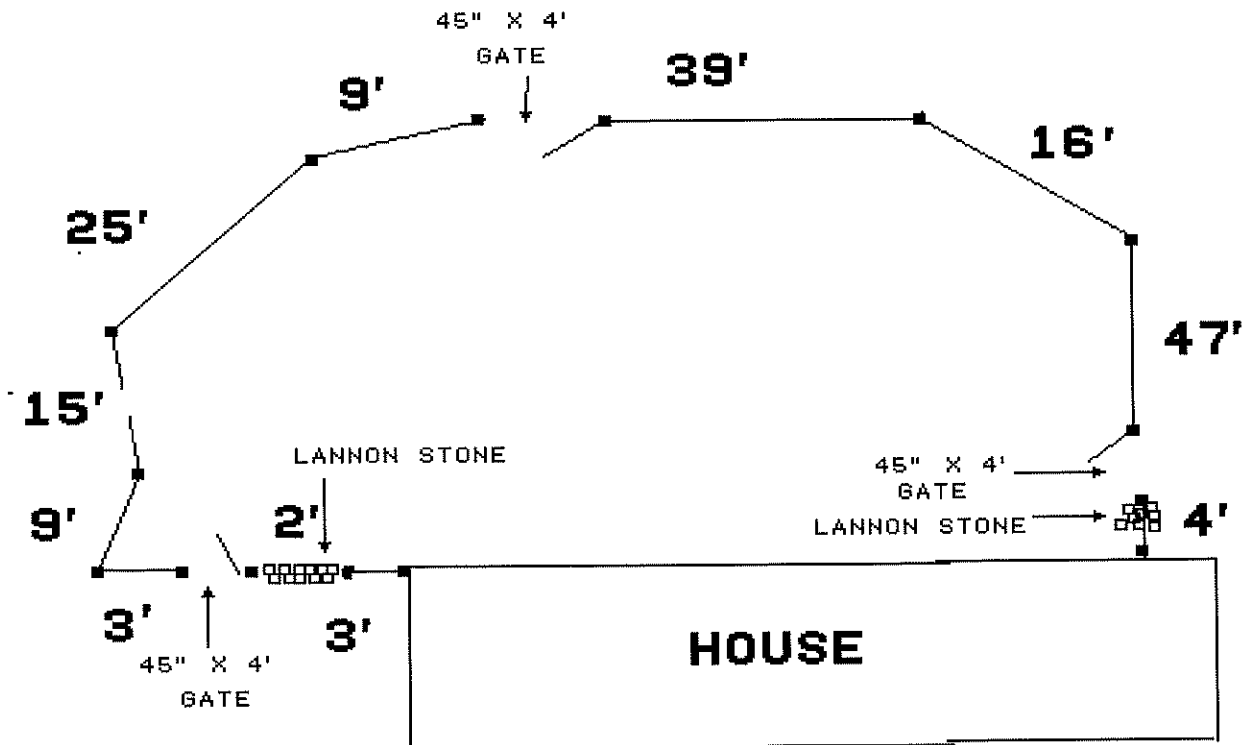 45" X 4'
GATE
39'
9'
16'
25'
47'
15'
LANNON STONE
45" X 4'
GATE
9'
2'
LANNON STONE
4'
3'
3'
45" X 4'
GATE
HOUSE